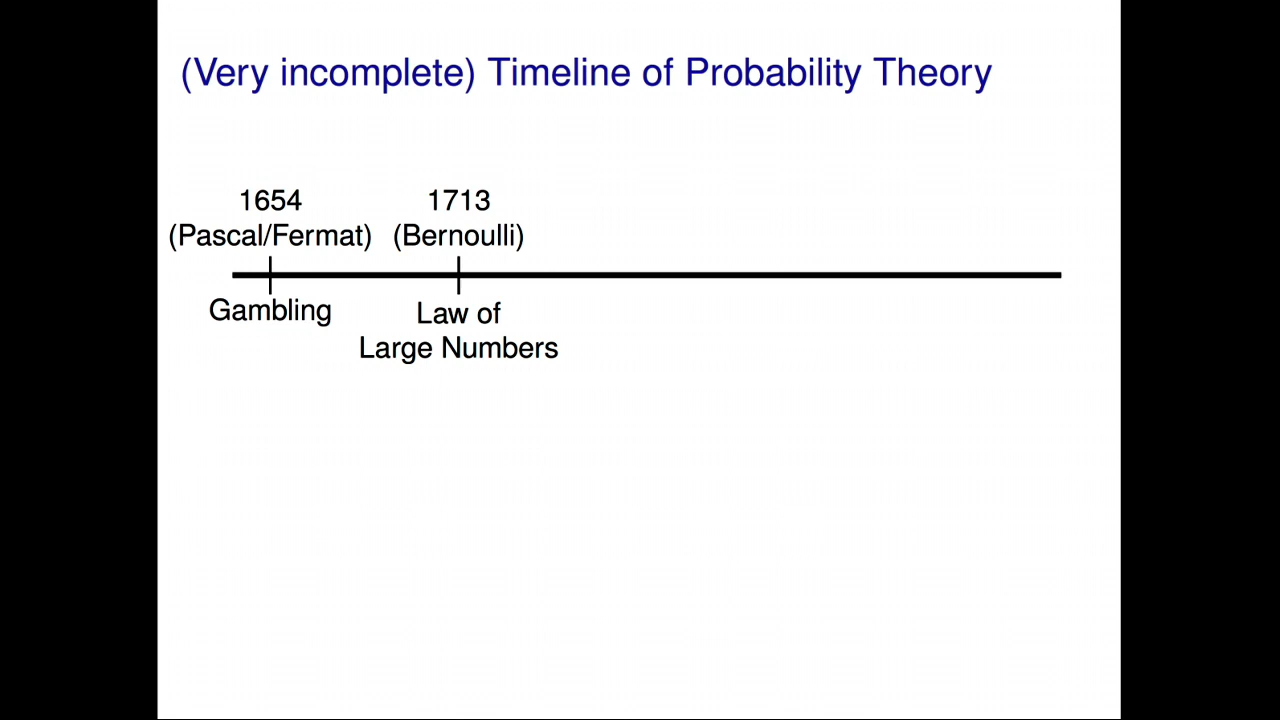 (Very incomplete) Timeline of Probability Theory
1654
(Pascal/Fermat)
Gambling
1713
(Bernoulli)
Law of
Large Numbers